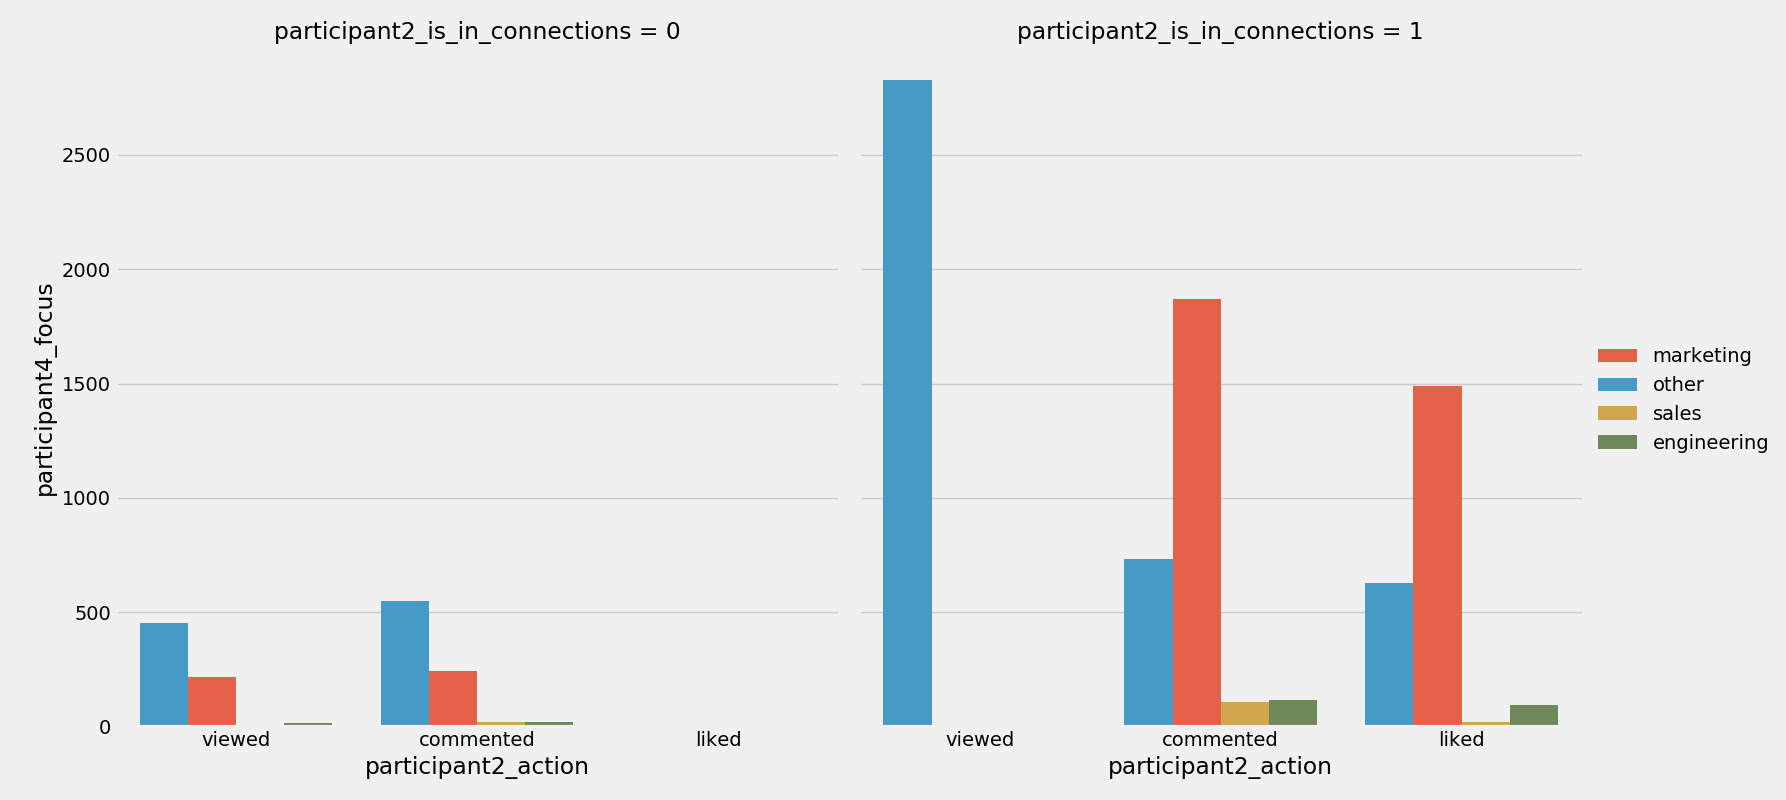 participant2_is_in_connections = 0
participant2_is_in_connections = 1
participant4_focus
2500
2000
1500
1000
500
0
viewed
commented
liked
viewed
commented
liked
participant2_action
participant2_action
marketing
other
sales
engineering